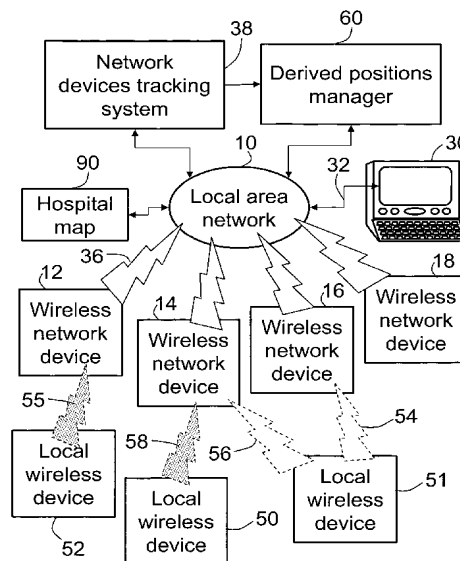 38
60
Network
devices tracking
system
Derived positions
manager
90
10
30
32
Hospital
map
Local area
network
36
12
14
16
18
Wireless
network
device
Wireless
network
device
Wireless
network
device
Wireless
network
device
55
58
56
54
Local
wireless
device
52
Local
wireless
device
50
Local
wireless
device
51